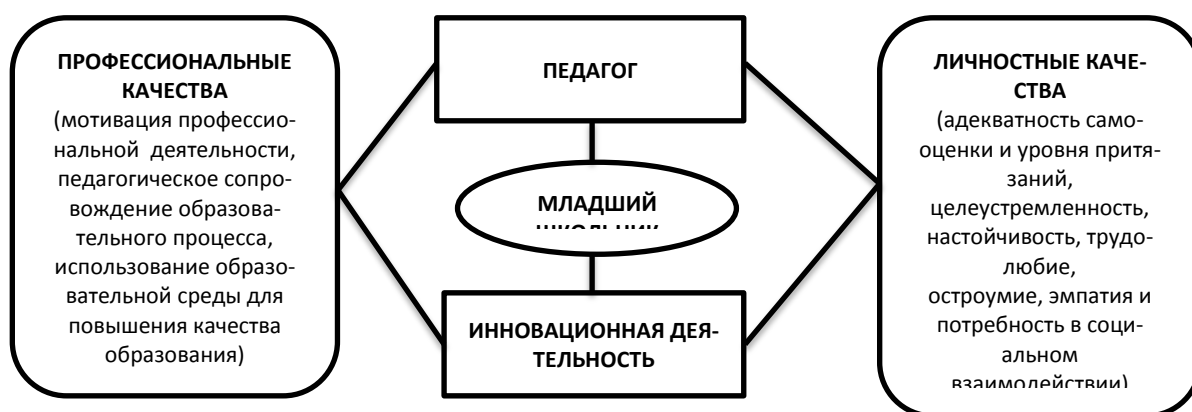 ПРОФЕССИОНАЛЬНЫЕ
КАЧЕСТВА
(мотивация профессио-
нальной деятельности,
педагогическое сопро-
вождение образова-
тельного процесса,
использование образо-
вательной среды для
повышения качества
образования)
ПЕДАГОГ
МЛАДШИЙ
ШКОЛЬНИК
ИННОВАЦИОННАЯ ДЕЯ-
ТЕЛЬНОСТЬ
ЛИЧНОСТНЫЕ КАЧЕ-
СТВА
(адекватность само-
оценки и уровня притя-
заний,
целеустремленность,
настойчивость, трудо-
любие,
остроумие, эмпатия и
потребность в соци-
альном
взаимодействии)